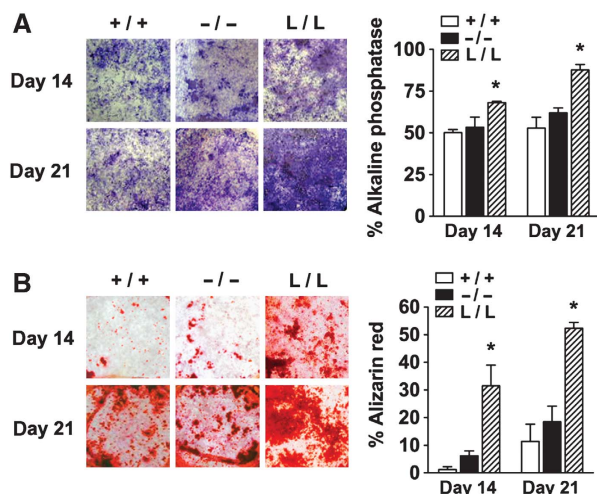 A
+ / +
– / –
L / L
Day 14
Day 21
% Alkaline phosphatase
+ / +
– / –
L / L
100
75
50
25
0
*
*
Day 14
Day 21
B
+ / +
– / –
L / L
Day 14
Day 21
% Alizarin red
+ / +
– / –
L / L
60
50
40
30
20
10
0
*
*
Day 14
Day 21